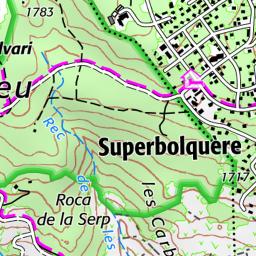 1783
lvari
eu
Rec
de
les
Superbolquère
1717
Roca
de la Serp
les Carb